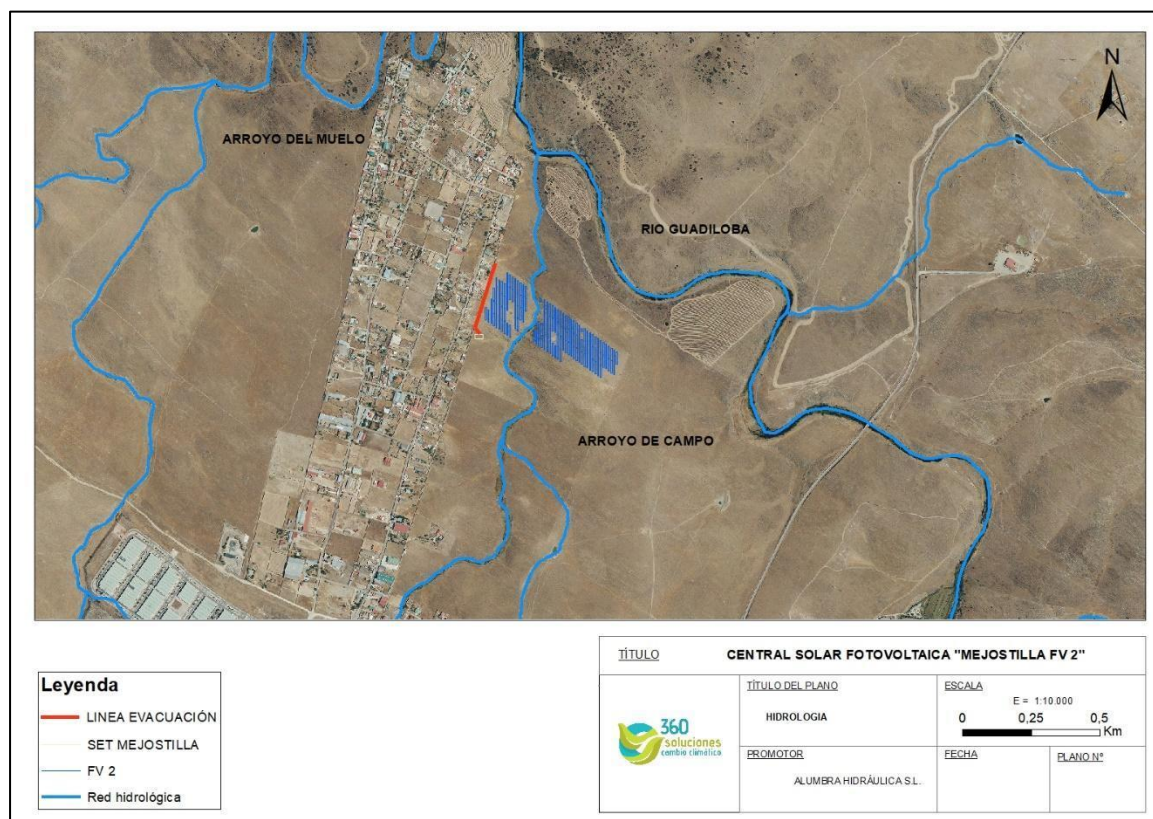 N
ARROYO DEL MUELO
RIO GUADILOBA
ARROYO DE CAMPO
TÍTULO
CENTRAL SOLAR FOTOVOLTAICA "MEJOSTILLA FV 2"
Leyenda
LINEA EVACUACIÓN
SET MEJOSTILLA
FV 2
Red hidrológica
360
soluciones
cambio climático
TÍTULO DEL PLANO
HIDROLOGIA
ESCALA
E = 1:10.000
0 0,25 0,5
Km
PROMOTOR
ALUMBRA HIDRÁULICA S.L.
FECHA
PLANO Nº